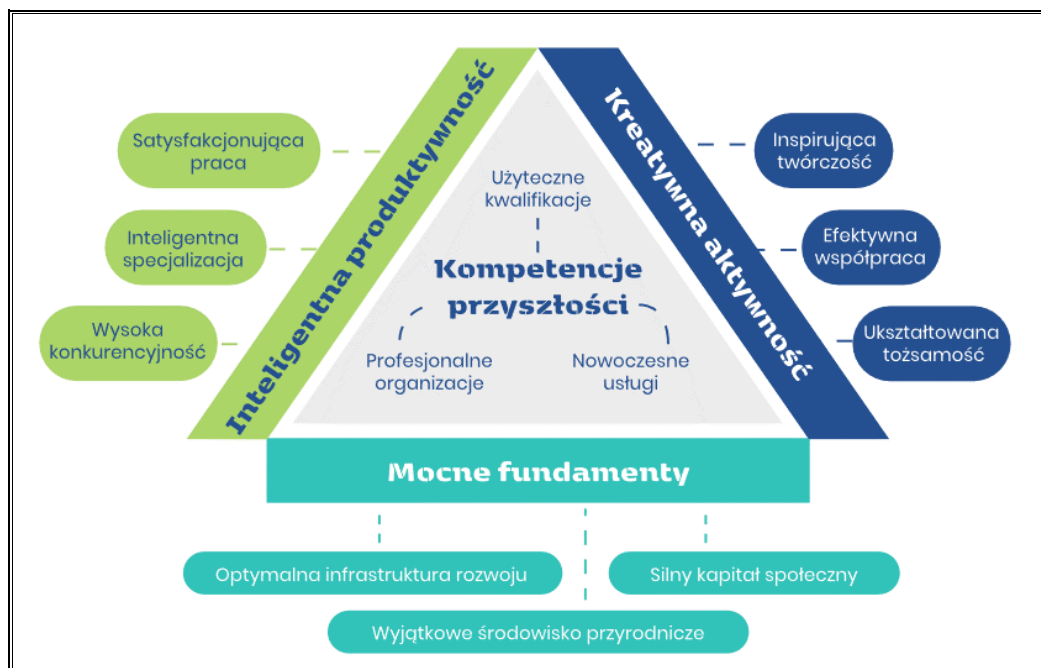 Inteligentna produktywność
Kreatywna aktywność
Satysfakcjonująca
praca
Inteligentna
specjalizacja
Wysoka
konkurencyjność
Użyteczne
kwalifikacje
Kompetencje
przyszłości
Profesjonalne
organizacje
Nowoczesne
usługi
Inspirująca
twórczość
Efektywna
współpraca
Ukształtowana
tożsamość
Mocne fundamenty
Optymalna infrastruktura rozwoju
Silny kapitał społeczny
Wyjątkowe środowisko przyrodnicze